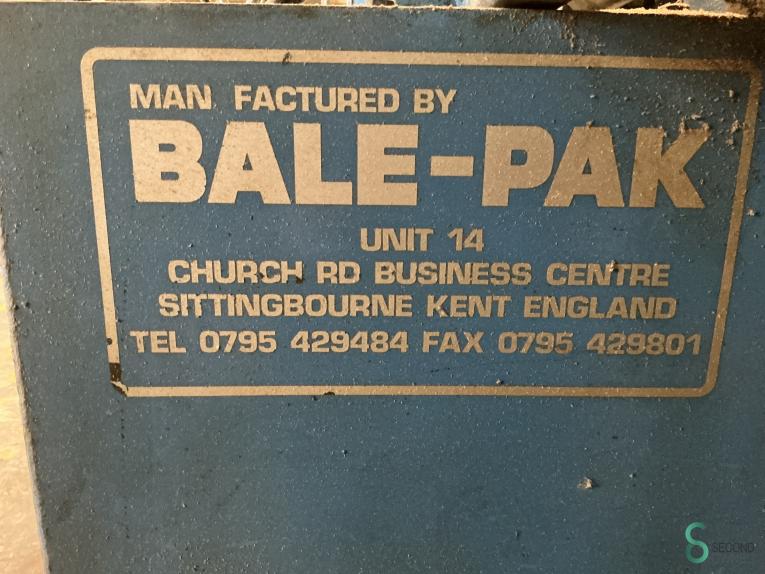 MAN FACTURED BY
BALE-PAK
UNIT 14
CHURCH RD BUSINESS CENTRE
SITTINGBOURNE KENT ENGLAND
TEL 0795 429484 FAX 0795 429801
SECOND